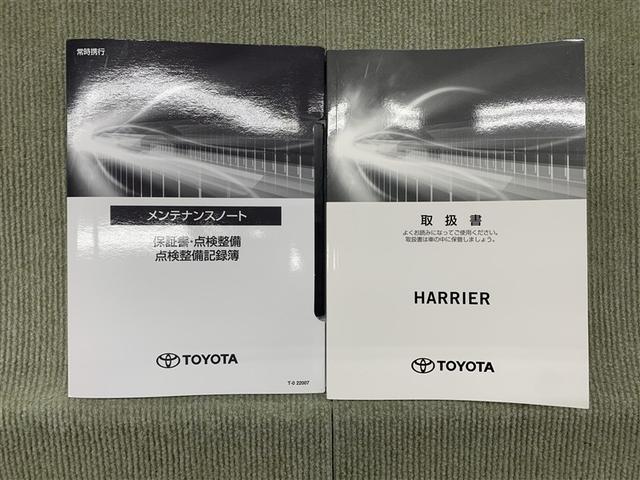 常時携行
メンテナンスノート
保証書・点検整備
点検整備記録簿
TOYOTA
T-0 22007
取扱書
よくお読みになってご使用ください。
取扱書は車の中に保管しましょう。
HARRIER
TOYOTA